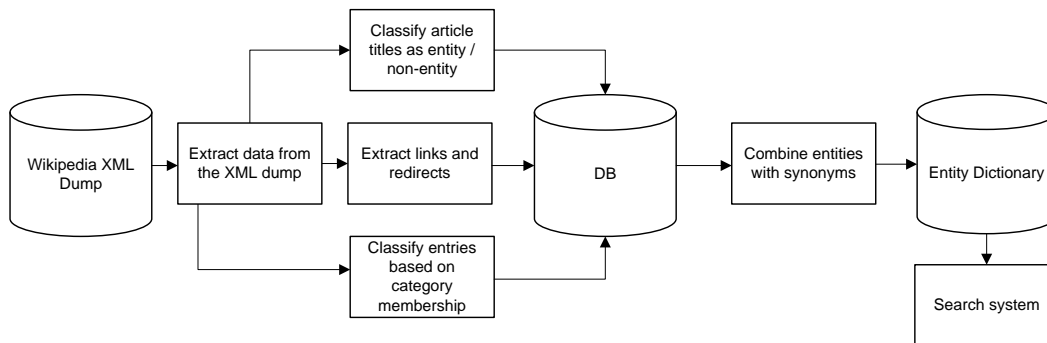 Classify article
titles as entity /
non-entity
Wikipedia XML
Dump
Extract data from
the XML dump
Extract links and
redirects
DB
Combine entities
with synonyms
Entity Dictionary
Classify entries
based on
category
membership
Search system